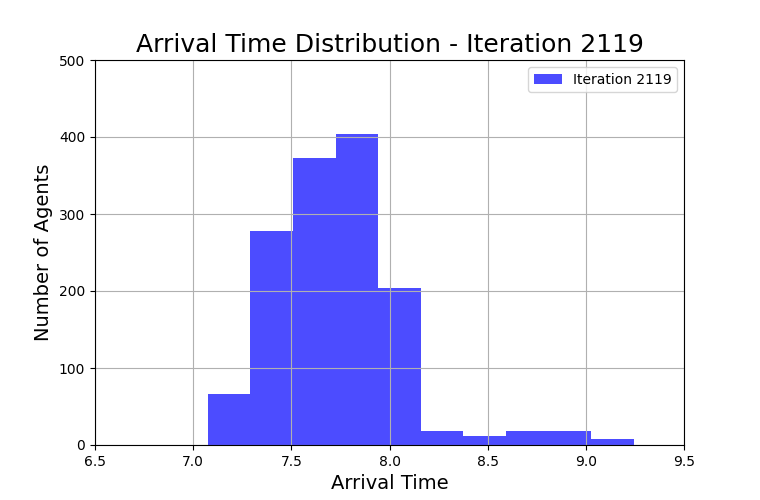 Arrival Time Distribution - Iteration 2119
500
400
300
200
100
0
Number of Agents
Iteration 2119
6.5 7.0 7.5 8.0 8.5 9.0 9.5
Arrival Time